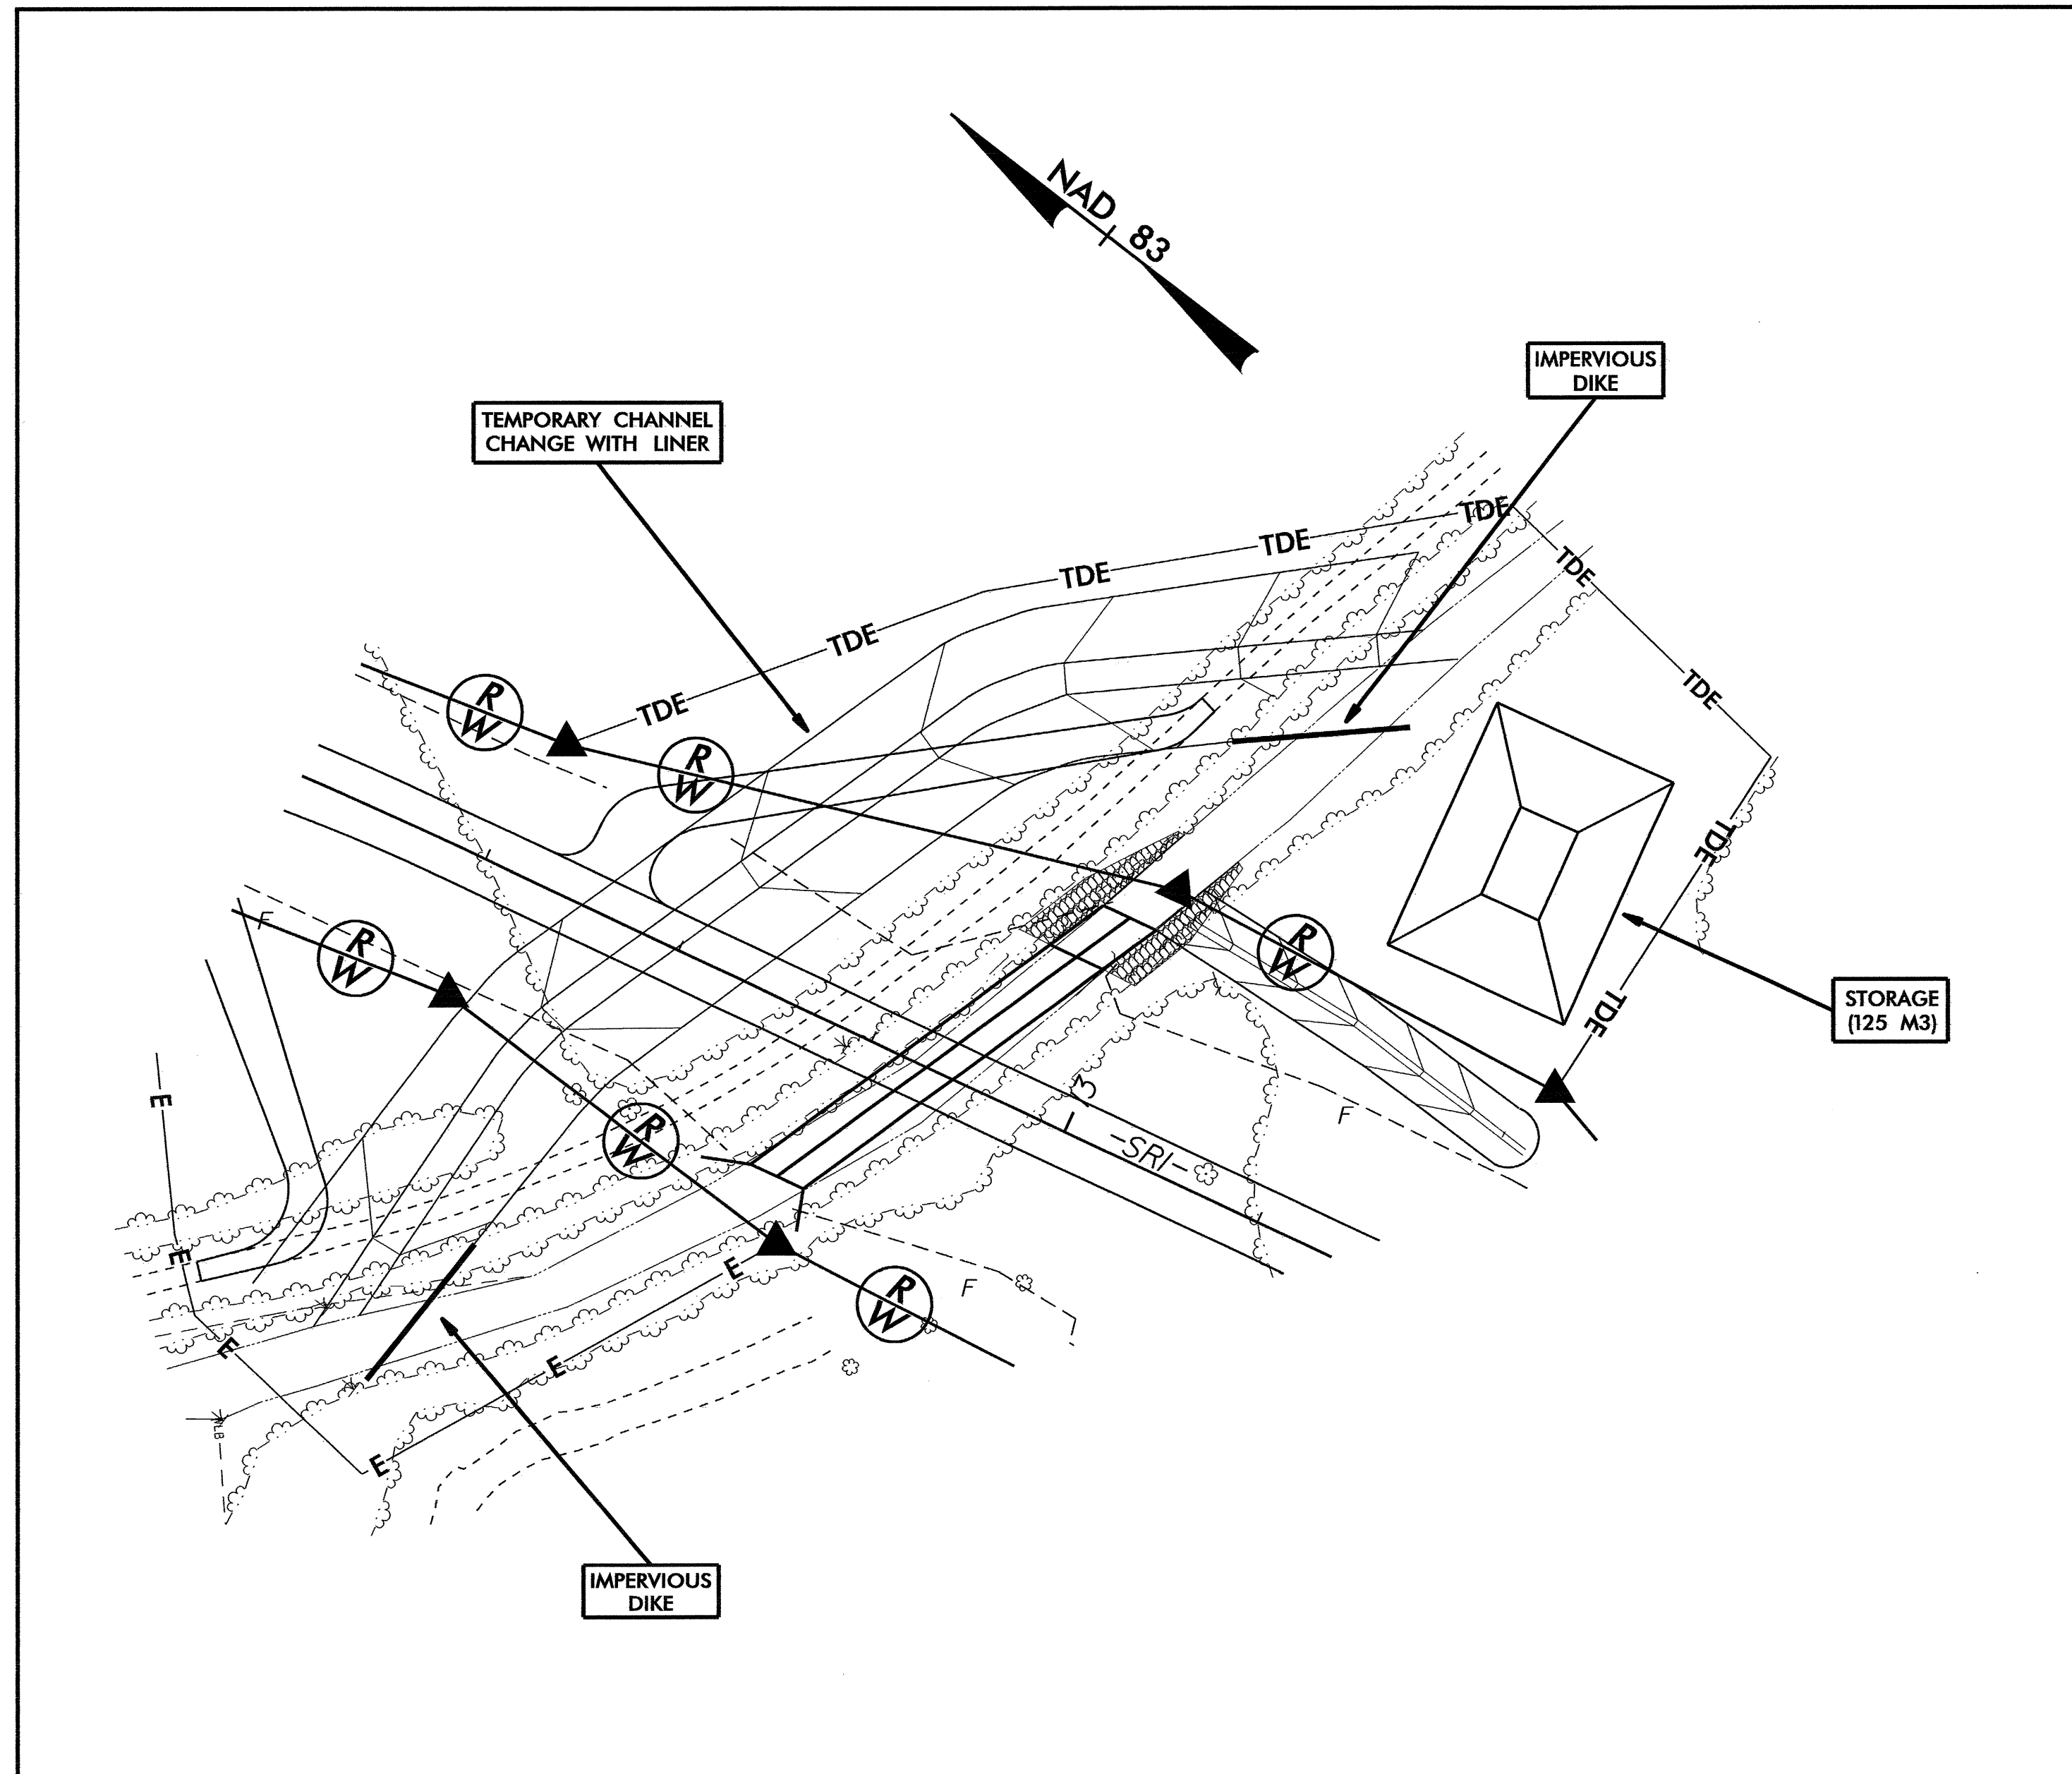 NAD 83
IMPERVIOUS
DIKE
TEMPORARY CHANNEL
CHANGE WITH LINER
TDE
TDE
TDE
TDE
TDE
TDE
TDE
TDE
R
W
R
W
R
W
R
W
R
W
R
W
STORAGE
(125 M3)
F
F
F
3
-SR1-
E
E
E
E
E
E
IMPERVIOUS
DIKE